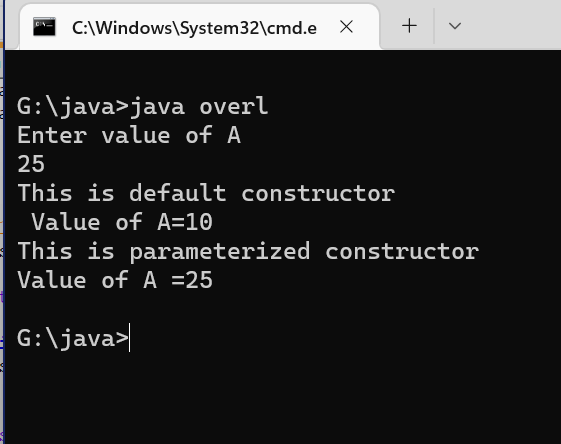 C:\Windows\System32\cmd.e
G:\java>java overl
Enter value of A
25
This is default constructor
 Value of A=10
This is parameterized constructor
Value of A =25
G:\java>